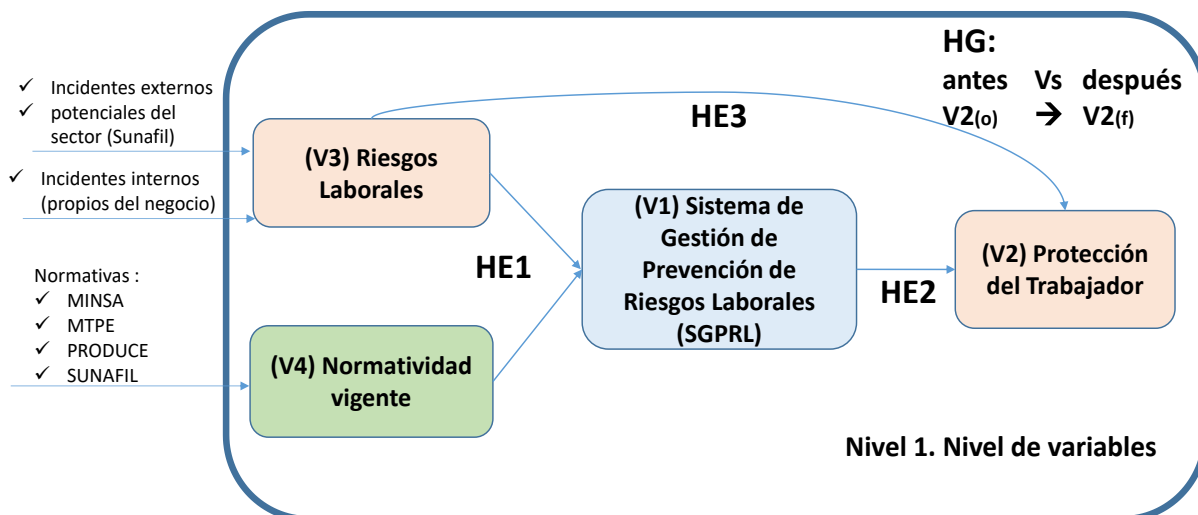 ✓ Incidentes externos
✓ potenciales del
sector (Sunafil)
✓ Incidentes internos
(propios del negocio)
Normativas :
✓ MINSA
✓ MTPE
✓ PRODUCE
✓ SUNAFIL
(V3) Riesgos
Laborales
(V4) Normatividad
vigente
HE1
HE3
(V1) Sistema de
Gestión de
Prevención de
Riesgos Laborales
(SGPRL)
HE2
HG:
antes Vs después
V2(o) → V2(f)
(V2) Protección
del Trabajador
Nivel 1. Nivel de variables